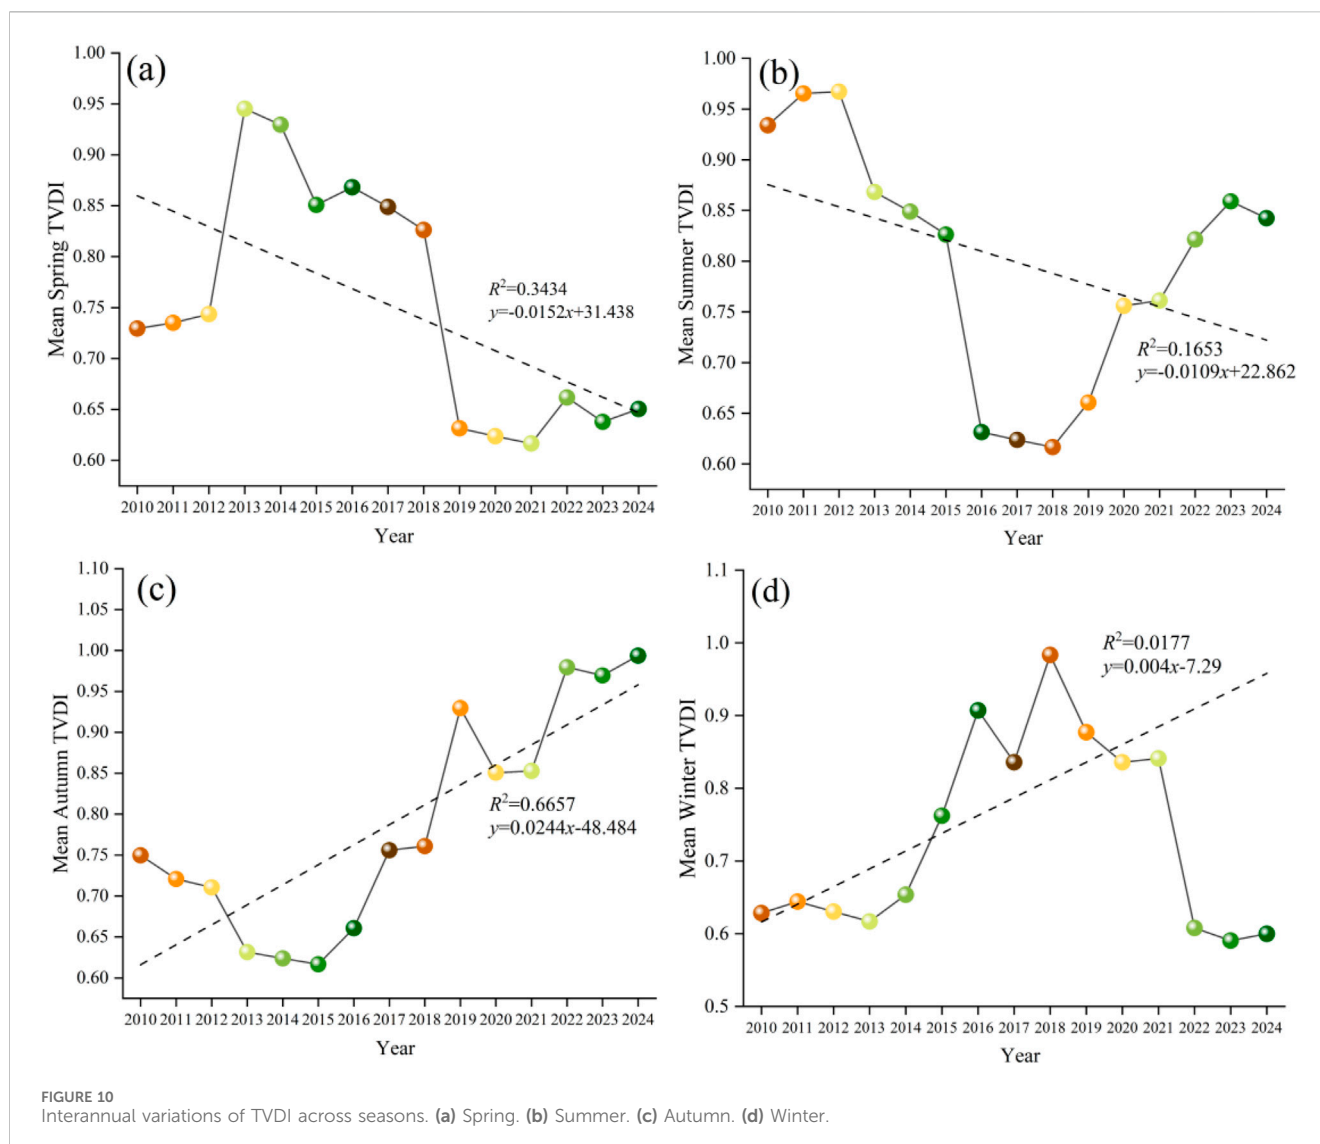 (a)
Mean Spring TVDI
1.00
0.95
0.90
0.85
0.80
0.75
0.70
0.65
0.60
R²=0.3434
y=-0.0152x+31.438
2010 2011 2012 2013 2014 2015 2016 2017 2018 2019 2020 2021 2022 2023 2024
Year
(b)
Mean Summer TVDI
1.00
0.95
0.90
0.85
0.80
0.75
0.70
0.65
0.60
R²=0.1653
y=-0.0109x+22.862
2010 2011 2012 2013 2014 2015 2016 2017 2018 2019 2020 2021 2022 2023 2024
Year
(c)
Mean Autumn TVDI
1.10
1.05
1.00
0.95
0.90
0.85
0.80
0.75
0.70
0.65
0.60
R²=0.6657
y=0.0244x-48.484
2010 2011 2012 2013 2014 2015 2016 2017 2018 2019 2020 2021 2022 2023 2024
Year
(d)
Mean Winter TVDI
1.1
1.0
0.9
0.8
0.7
0.6
0.5
R²=0.0177
y=0.004x-7.29
2010 2011 2012 2013 2014 2015 2016 2017 2018 2019 2020 2021 2022 2023 2024
Year
FIGURE 10
Interannual variations of TVDI across seasons. (a) Spring. (b) Summer. (c) Autumn. (d) Winter.